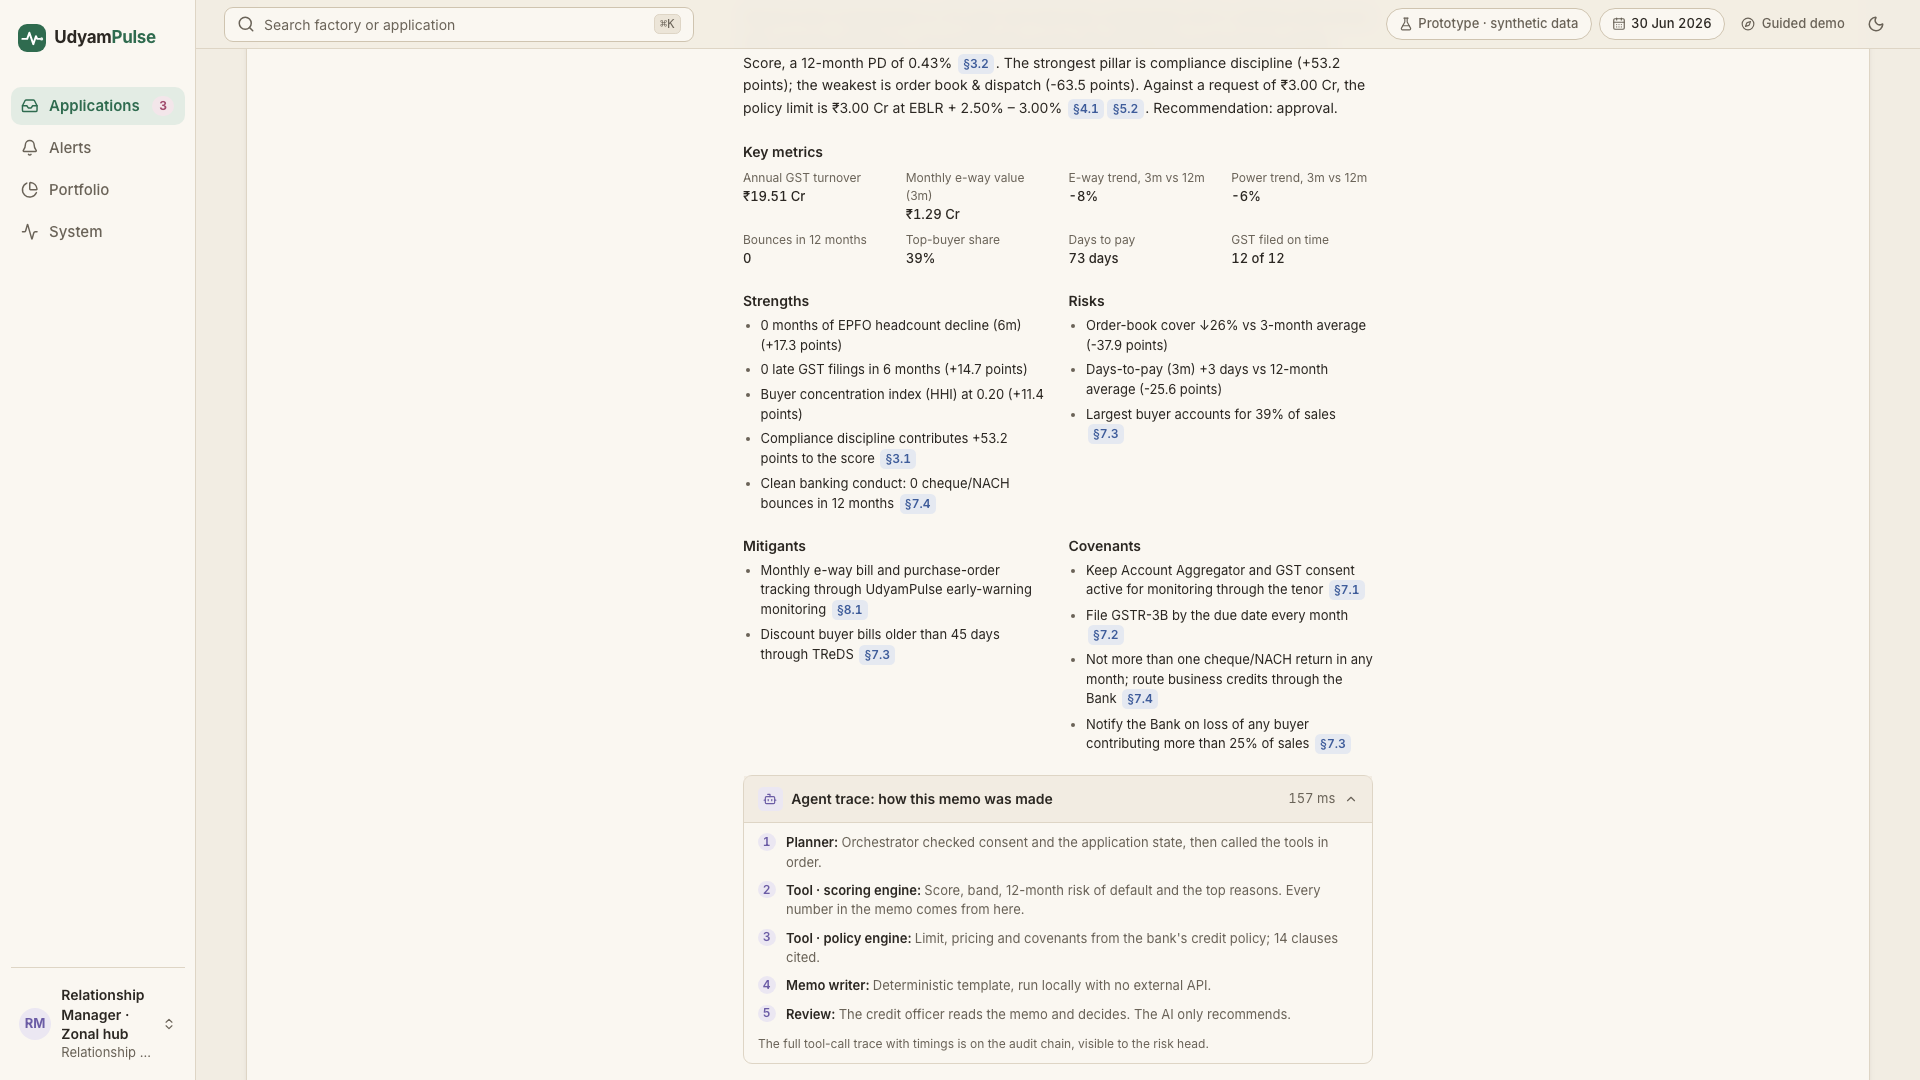 UdyamPulse
Search factory or application
⌘K
Prototype · synthetic data
30 Jun 2026
Guided demo
Applications 3
Alerts
Portfolio
System
Score, a 12-month PD of 0.43% §3.2 . The strongest pillar is compliance discipline (+53.2
points); the weakest is order book & dispatch (-63.5 points). Against a request of ₹3.00 Cr, the
policy limit is ₹3.00 Cr at EBLR + 2.50% – 3.00% §4.1 §5.2 . Recommendation: approval.
Key metrics
Annual GST turnover
₹19.51 Cr
Monthly e-way value
(3m)
₹1.29 Cr
E-way trend, 3m vs 12m
-8%
Power trend, 3m vs 12m
-6%
Bounces in 12 months
0
Top-buyer share
39%
Days to pay
73 days
GST filed on time
12 of 12
Strengths
• 0 months of EPFO headcount decline (6m)
(+17.3 points)
• 0 late GST filings in 6 months (+14.7 points)
• Buyer concentration index (HHI) at 0.20 (+11.4
points)
• Compliance discipline contributes +53.2
points to the score §3.1
• Clean banking conduct: 0 cheque/NACH
bounces in 12 months §7.4
Risks
• Order-book cover ↓26% vs 3-month average
(-37.9 points)
• Days-to-pay (3m) +3 days vs 12-month
average (-25.6 points)
• Largest buyer accounts for 39% of sales
§7.3
Mitigants
• Monthly e-way bill and purchase-order
tracking through UdyamPulse early-warning
monitoring §8.1
• Discount buyer bills older than 45 days
through TReDS §7.3
Covenants
• Keep Account Aggregator and GST consent
active for monitoring through the tenor §7.1
• File GSTR-3B by the due date every month
§7.2
• Not more than one cheque/NACH return in any
month; route business credits through the
Bank §7.4
• Notify the Bank on loss of any buyer
contributing more than 25% of sales §7.3
Agent trace: how this memo was made 157 ms
1 Planner: Orchestrator checked consent and the application state, then called the tools in
order.
2 Tool · scoring engine: Score, band, 12-month risk of default and the top reasons. Every
number in the memo comes from here.
3 Tool · policy engine: Limit, pricing and covenants from the bank's credit policy; 14 clauses
cited.
4 Memo writer: Deterministic template, run locally with no external API.
5 Review: The credit officer reads the memo and decides. The AI only recommends.
The full tool-call trace with timings is on the audit chain, visible to the risk head.
RM
Relationship
Manager ·
Zonal hub
Relationship ...